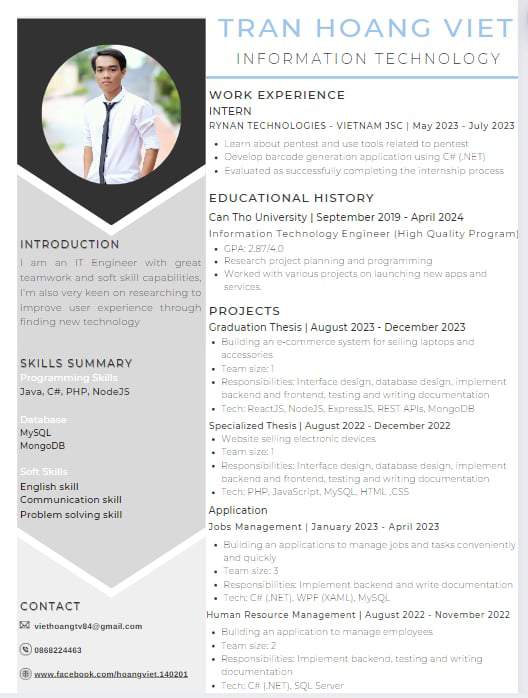 TRAN HOANG VIET
INFORMATION TECHNOLOGY
WORK EXPERIENCE
INTERN
RYNAN TECHNOLOGIES - VIETNAM JSC | May 2023 - July 2023
• Learn about pentest and use tools related to pentest
• Develop barcode generation application using C# (.NET)
• Evaluated as successfully completing the internship process
EDUCATIONAL HISTORY
Can Tho University | September 2019 - April 2024
Information Technology Engineer (High Quality Program)
• GPA: 2.87/4.0
• Research project planning and programming
• Worked with various projects on launching new apps and
services.
PROJECTS
Graduation Thesis | August 2023 - December 2023
• Building an e-commerce system for selling laptops and
accessories
• Team size: 1
• Responsibilities: Interface design, database design, implement
backend and frontend, testing and writing documentation
• Tech: ReactJS, NodeJS, ExpressJS, REST APIs, MongoDB
Specialized Thesis | August 2022 - December 2022
• Website selling electronic devices
• Team size: 1
• Responsibilities: Interface design, database design, implement
backend and frontend, testing and writing documentation
• Tech: PHP, JavaScript, MySQL, HTML ,CSS
Application
Jobs Management | January 2023 - April 2023
• Building an applications to manage jobs and tasks conveniently
and quickly
• Team size: 3
• Responsibilities: Implement backend and write documentation
• Tech: C# (.NET), WPF (XAML), MySQL
Human Resource Management | August 2022 - November 2022
• Building an application to manage employees
• Team size: 2
• Responsibilities: Implement backend, testing and writing
documentation
• Tech: C# (.NET), SQL Server
INTRODUCTION
I am an IT Engineer with great
teamwork and soft skill capabilities,
I'm also very keen on researching to
improve user experience through
finding new technology
SKILLS SUMMARY
Programming Skills
Java, C#, PHP, NodeJS
Database
MySQL
MongoDB
Soft Skills
English skill
Communication skill
Problem solving skill
CONTACT
viethoangtv84@gmail.com
0868224463
www.facebook.com/hoangviet.140201